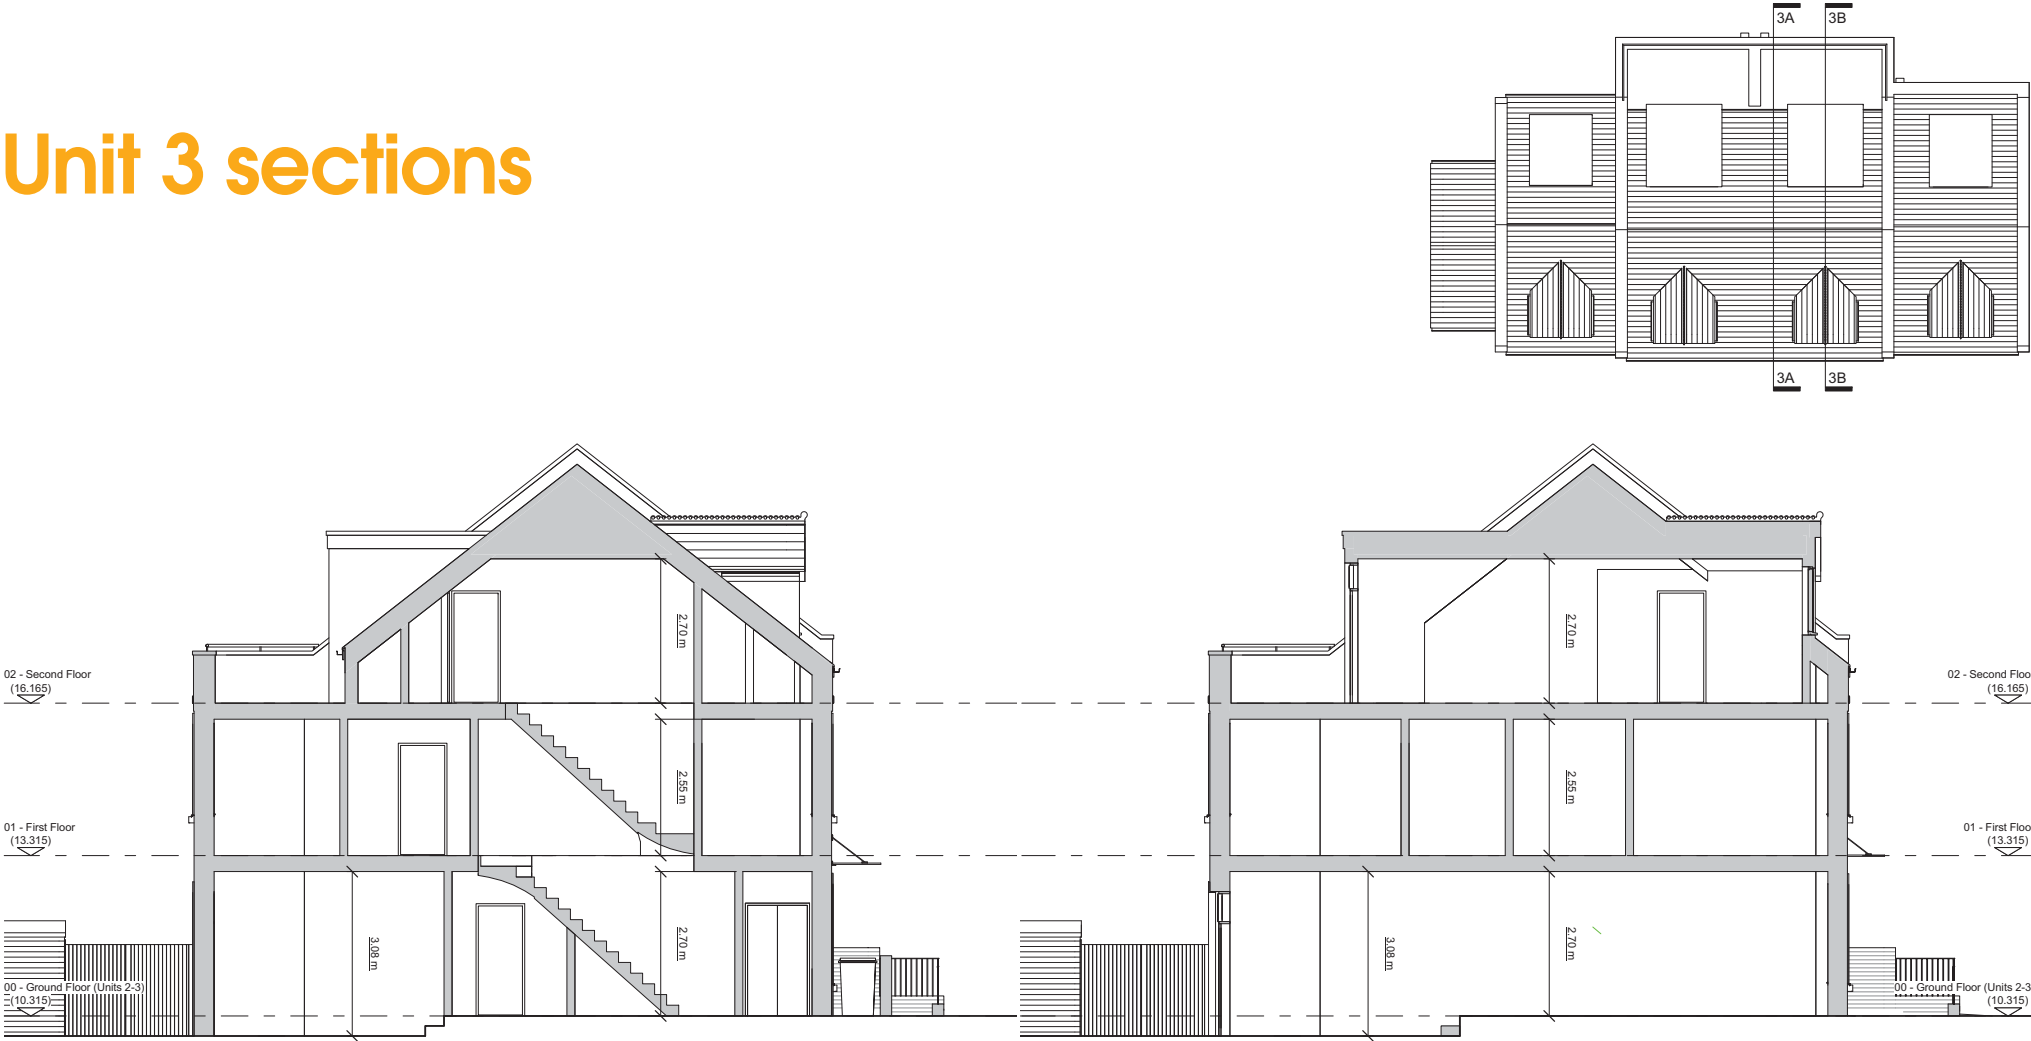 3A 3B
Unit 3 sections
3A 3B
02 - Second Floor
(16.165)
2.70 m
2.70 m
02 - Second Floo
(16.165)
01 - First Floor
(13.315)
2.55 m
2.55 m
01 - First Floo
(13.315)
3.08 m
2.70 m
3.08 m
2.70 m
00 - Ground Floor (Units 2-3)
(10.315)
00 - Ground Floor (Units 2-3
(10.315)